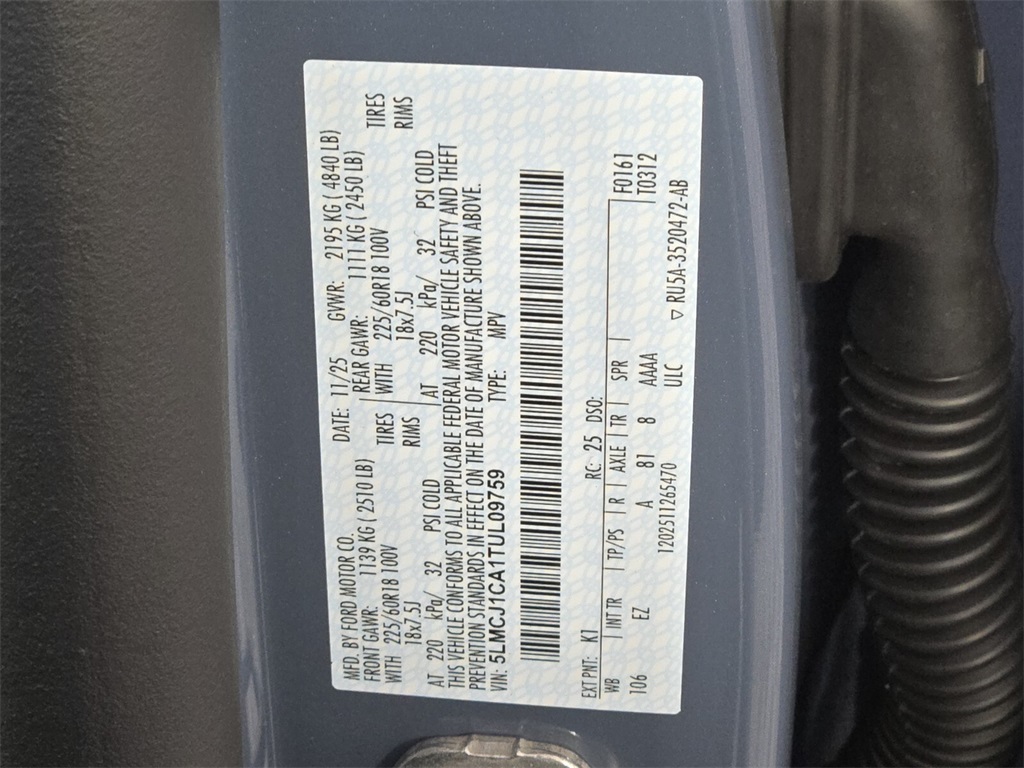 MFD. BY FORD MOTOR CO.
DATE: 11/25 GVWR: 2195 KG ( 4840 LB)
FRONT GAWR: 1139 KG ( 2510 LB) REAR GAWR: 1111 KG ( 2450 LB)
WITH 225/60R18 100V TIRES WITH 225/60R18 100V TIRES
18x7.5J RIMS 18x7.5J RIMS
AT 220 kPa/ 32 PSI COLD AT 220 kPa/ 32 PSI COLD
THIS VEHICLE CONFORMS TO ALL APPLICABLE FEDERAL MOTOR VEHICLE SAFETY AND THEFT
PREVENTION STANDARDS IN EFFECT ON THE DATE OF MANUFACTURE SHOWN ABOVE.
VIN: 5LMCJ1CA1TUL09759 TYPE: MPV
EXT PNT: KJ RC: 25 DSO:
WB INT TR TP/PS R AXLE TR SPR F0161
106 EZ A 81 8 AAAA T0312
120251126547​0 ULC
▽ RU5A-3520472-AB